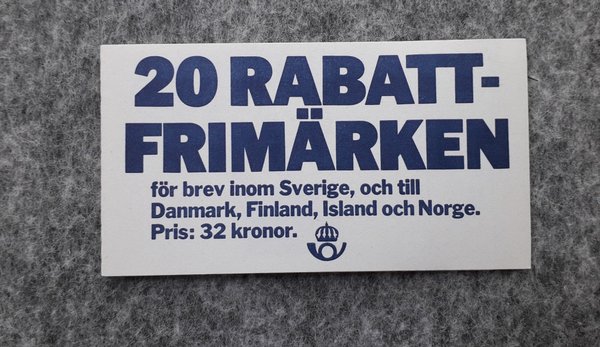 20 RABATT-
FRIMÄRKEN
för brev inom Sverige, och till
Danmark, Finland, Island och Norge.
Pris: 32 kronor.